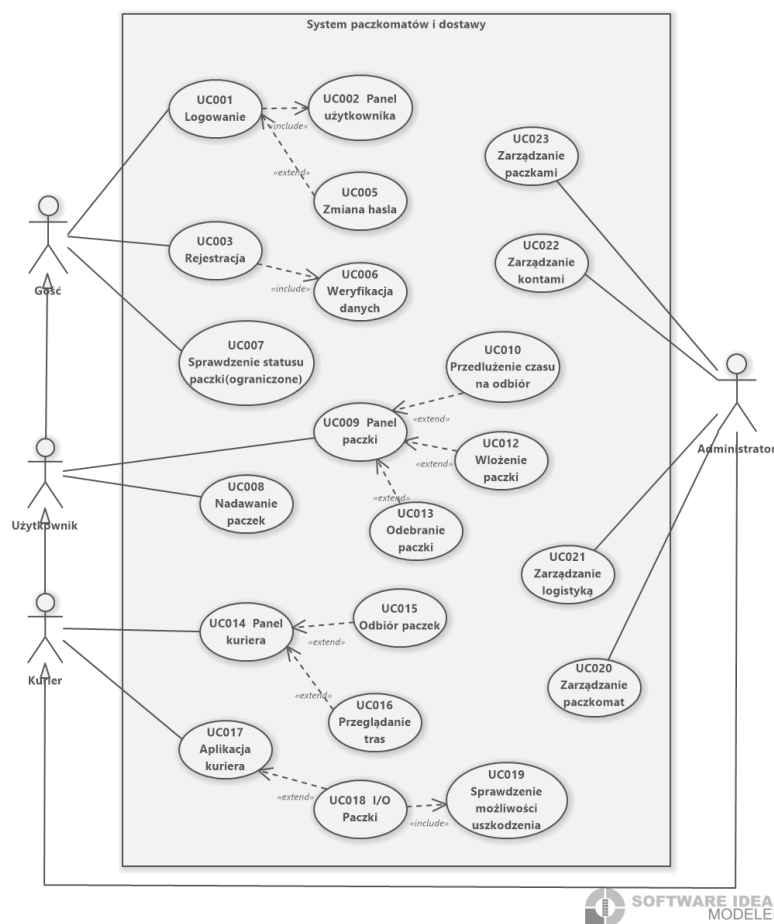 System paczkomatów i dostawy
UC001
Logowanie
UC002 Panel
użytkownika
«include»
«extend»
UC005
Zmiana hasla
UC023
Zarządzanie
paczkami
UC003
Rejestracja
UC006
Weryfikacja
danych
«include»
UC022
Zarządzanie
kontami
Gość
UC007
Sprawdzenie statusu
paczki(ograniczone)
UC010
Przedlużenie czasu
na odbiór
«extend»
UC009 Panel
paczki
UC012
Wlożenie
paczki
«extend»
Administrator
UC008
Nadawanie
paczek
«extend»
UC013
Odebranie
paczki
Użytkownik
UC021
Zarządzanie
logistyką
UC014 Panel
kuriera
UC015
Odbiór paczek
«extend»
Kurier
UC020
Zarządzanie
paczkomat
«extend»
UC016
Przeglądanie
tras
UC017
Aplikacja
kuriera
«extend»
UC018 I/O
Paczki
«include»
UC019
Sprawdzenie
możliwości
uszkodzenia
SOFTWARE IDEA
MODELE